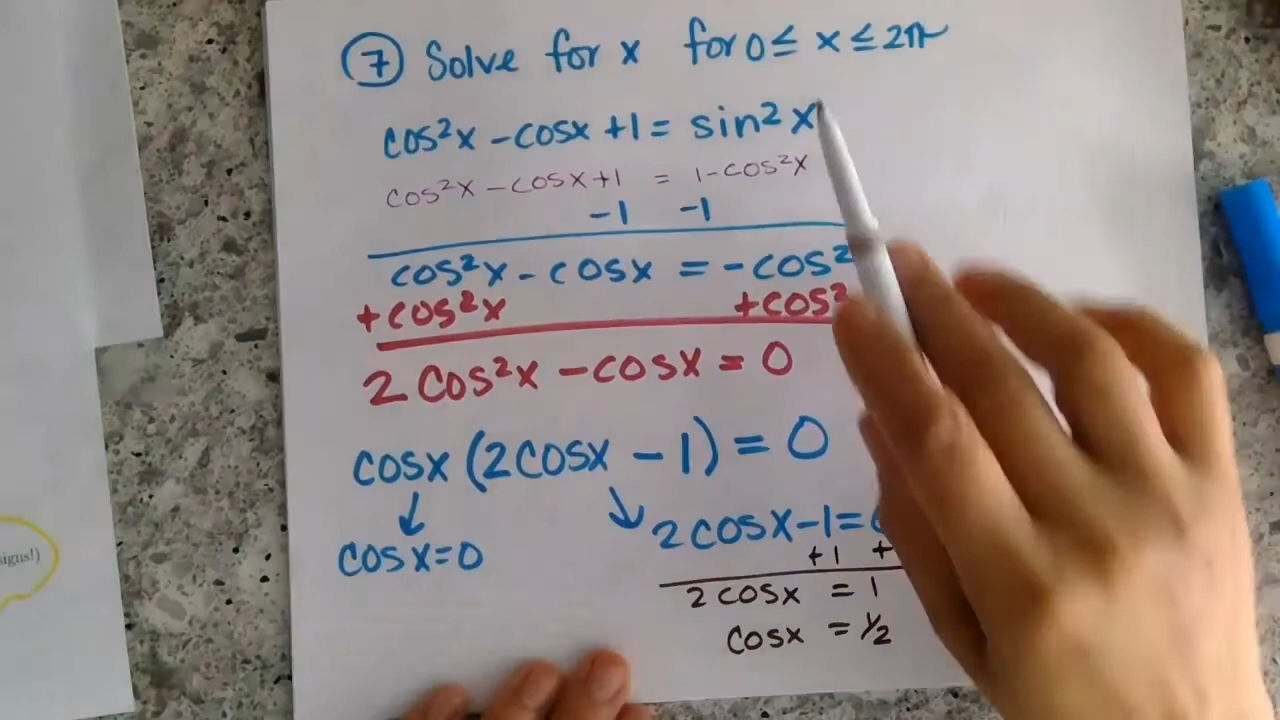 ⑦ Solve for x for 0 ≤ x ≤ 2π
cos²x - cosx + 1 = sin²x
cos²x - cosx + 1 = 1 - cos²x
-1 -1
cos²x - cosx = -cos²
+cos²x +cos²
2cos²x - cosx = 0
cosx (2cosx - 1) = 0
cosx = 0
2cosx - 1 =
+1 +
2cosx = 1
cosx = 1/2
igns!)